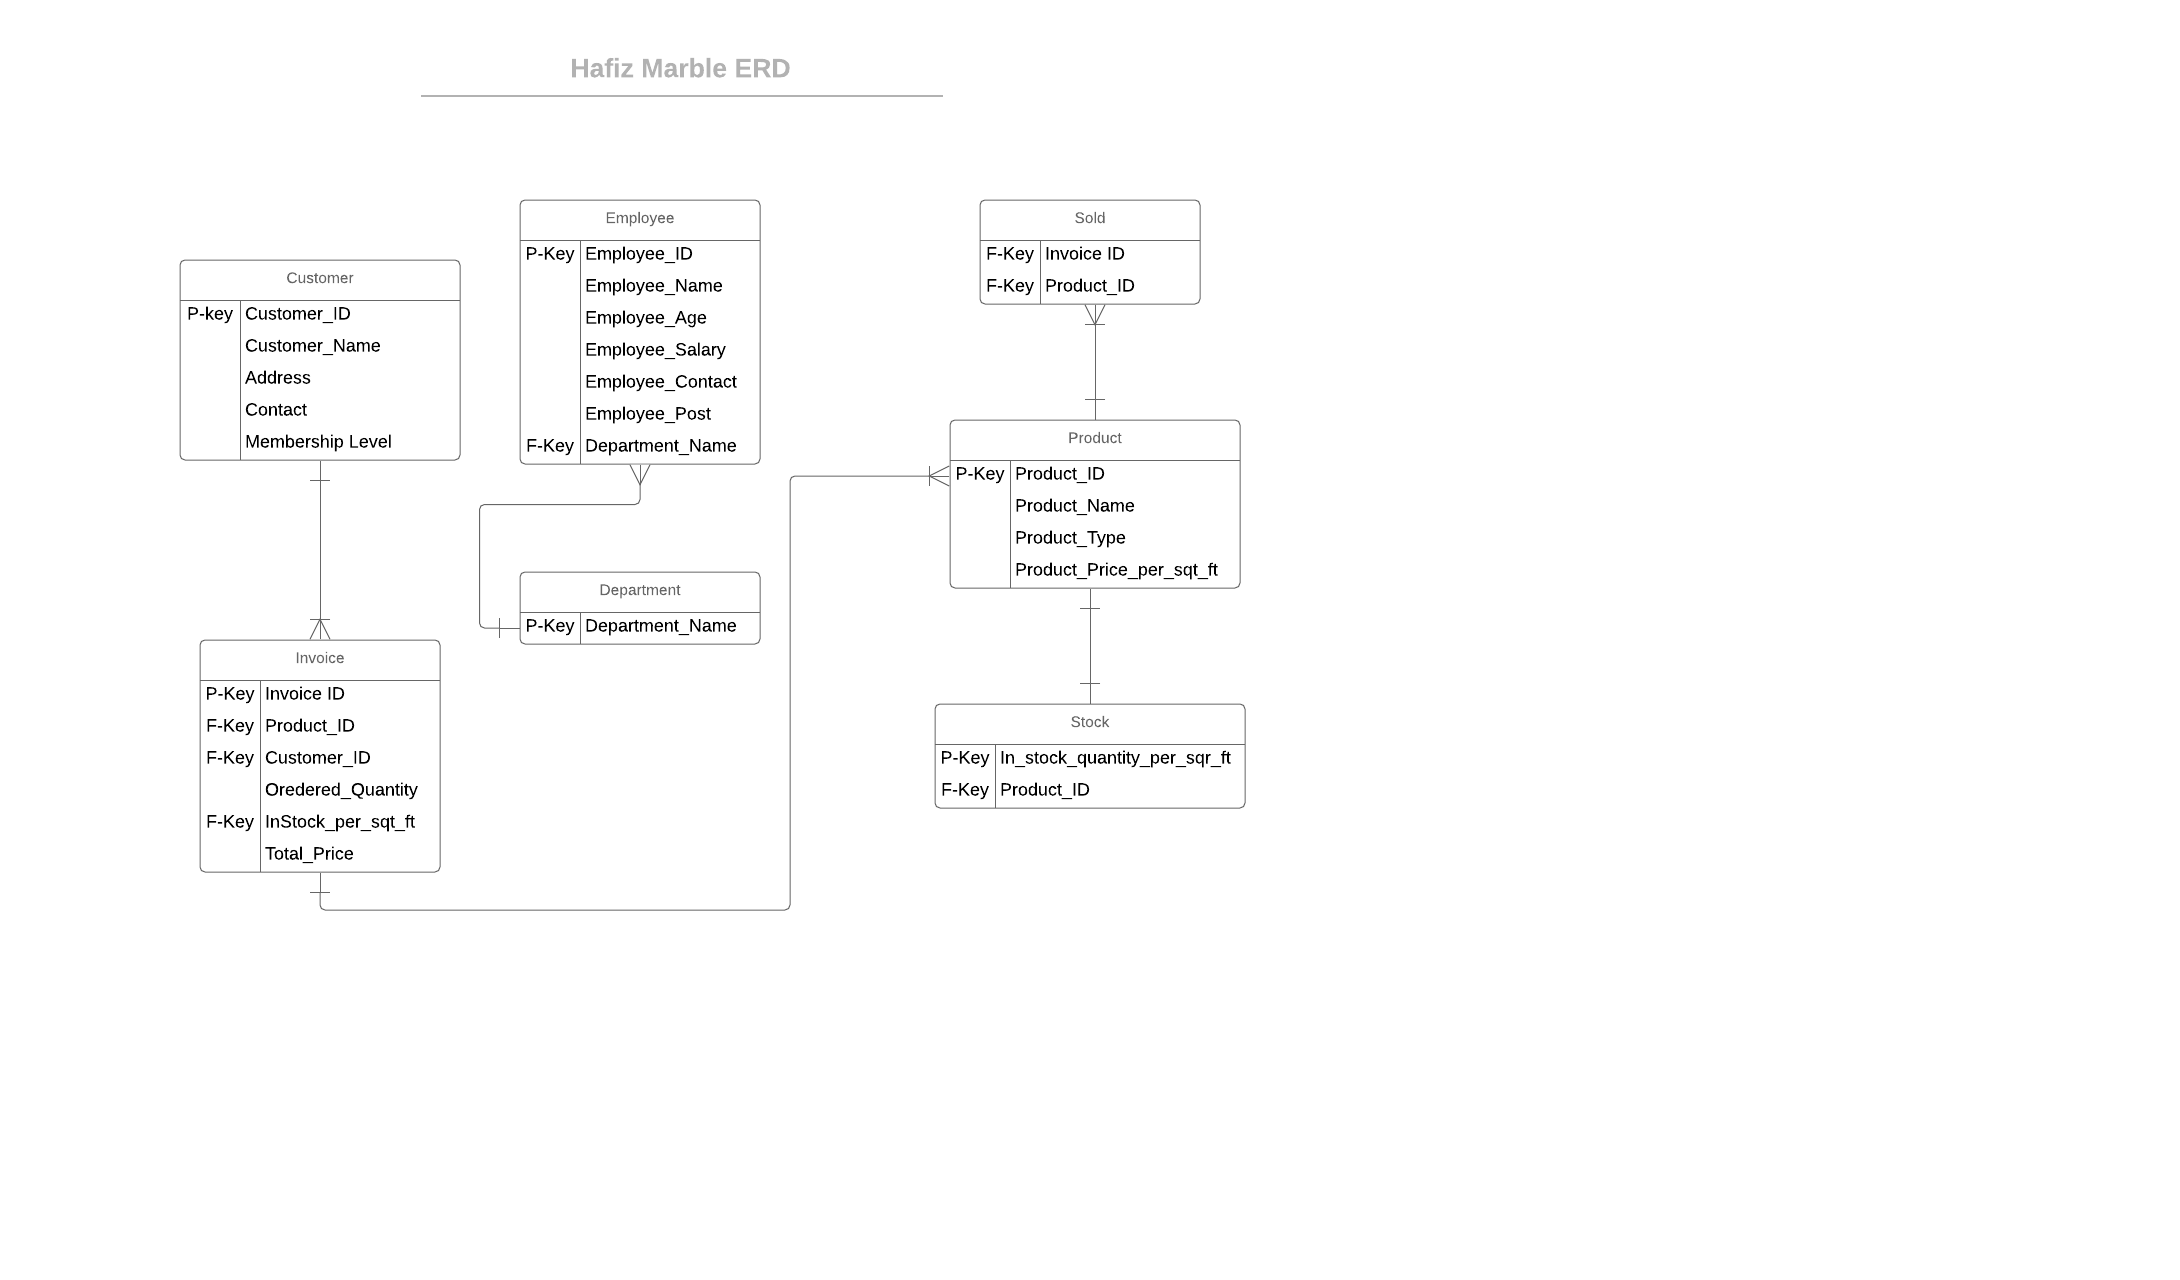 Hafiz Marble ERD
Customer
P-key Customer_ID
Customer_Name
Address
Contact
Membership Level
Employee
P-Key Employee_ID
Employee_Name
Employee_Age
Employee_Salary
Employee_Contact
Employee_Post
F-Key Department_Name
Sold
F-Key Invoice ID
F-Key Product_ID
Product
P-Key Product_ID
Product_Name
Product_Type
Product_Price_per_sqt_ft
Department
P-Key Department_Name
Invoice
P-Key Invoice ID
F-Key Product_ID
F-Key Customer_ID
Oredered_Quantity
F-Key InStock_per_sqt_ft
Total_Price
Stock
P-Key In_stock_quantity_per_sqr_ft
F-Key Product_ID